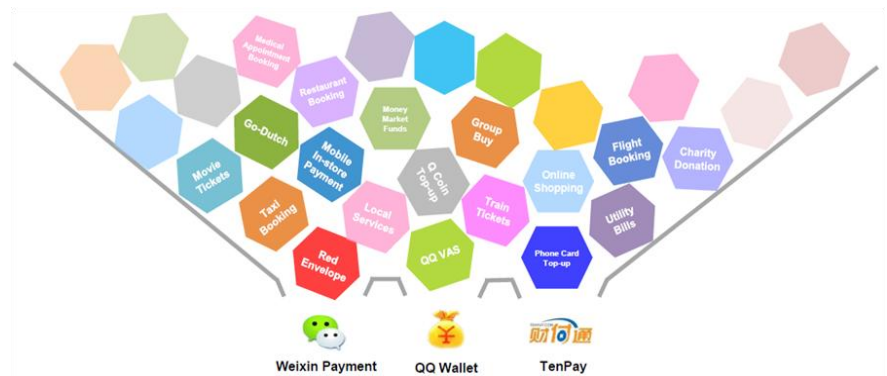 Medical
Appointment
Booking
Restaurant
Booking
Money
Market
Funds
Go-Dutch
Group
Buy
Mobile
In-store
Payment
Flight
Booking
Charity
Donation
Movie
Tickets
Q Coin
Top-up
Online
Shopping
Taxi
Booking
Local
Services
Train
Tickets
Utility
Bills
Red
Envelope
QQ VAS
Phone Card
Top-up
财付通
Weixin Payment
QQ Wallet
TenPay